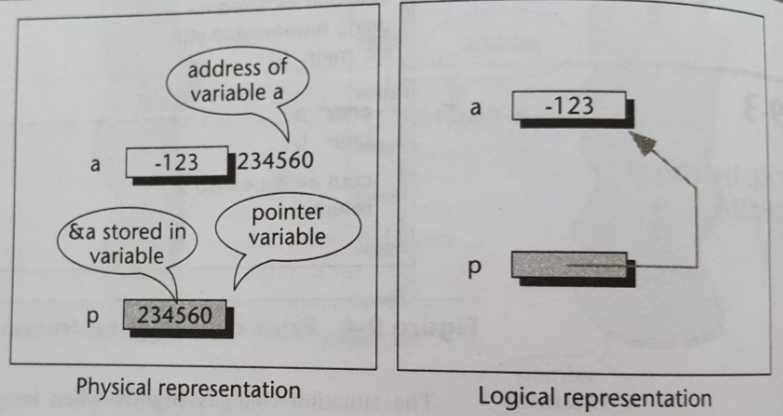 address of
variable a
a
-123
234560
&a stored in
variable
pointer
variable
p
234560
Physical representation
a
-123
p
Logical representation